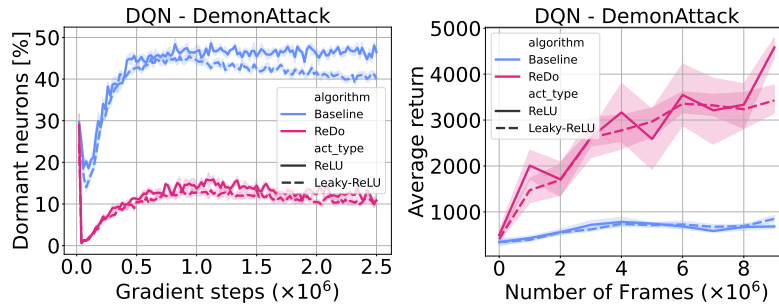 DQN - DemonAttack
Dormant neurons [%]
50
40
30
20
10
0
algorithm
Baseline
ReDo
act_type
ReLU
Leaky-ReLU
0.0 0.5 1.0 1.5 2.0 2.5
Gradient steps (×10⁶)
DQN - DemonAttack
Average return
5000
4000
3000
2000
1000
algorithm
Baseline
ReDo
act_type
ReLU
Leaky-ReLU
0 2 4 6 8
Number of Frames (×10⁶)